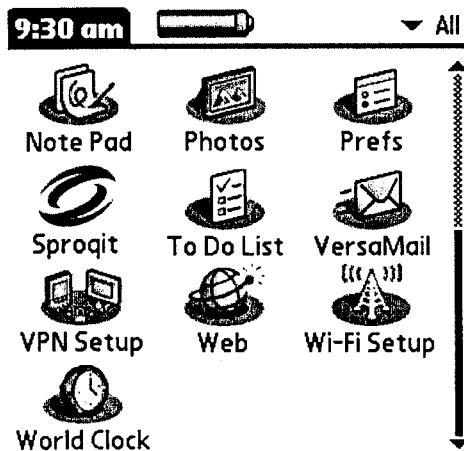 9:30 am All
Note Pad Photos Prefs
Sproqit To Do List VersaMail
VPN Setup Web Wi-Fi Setup
World Clock